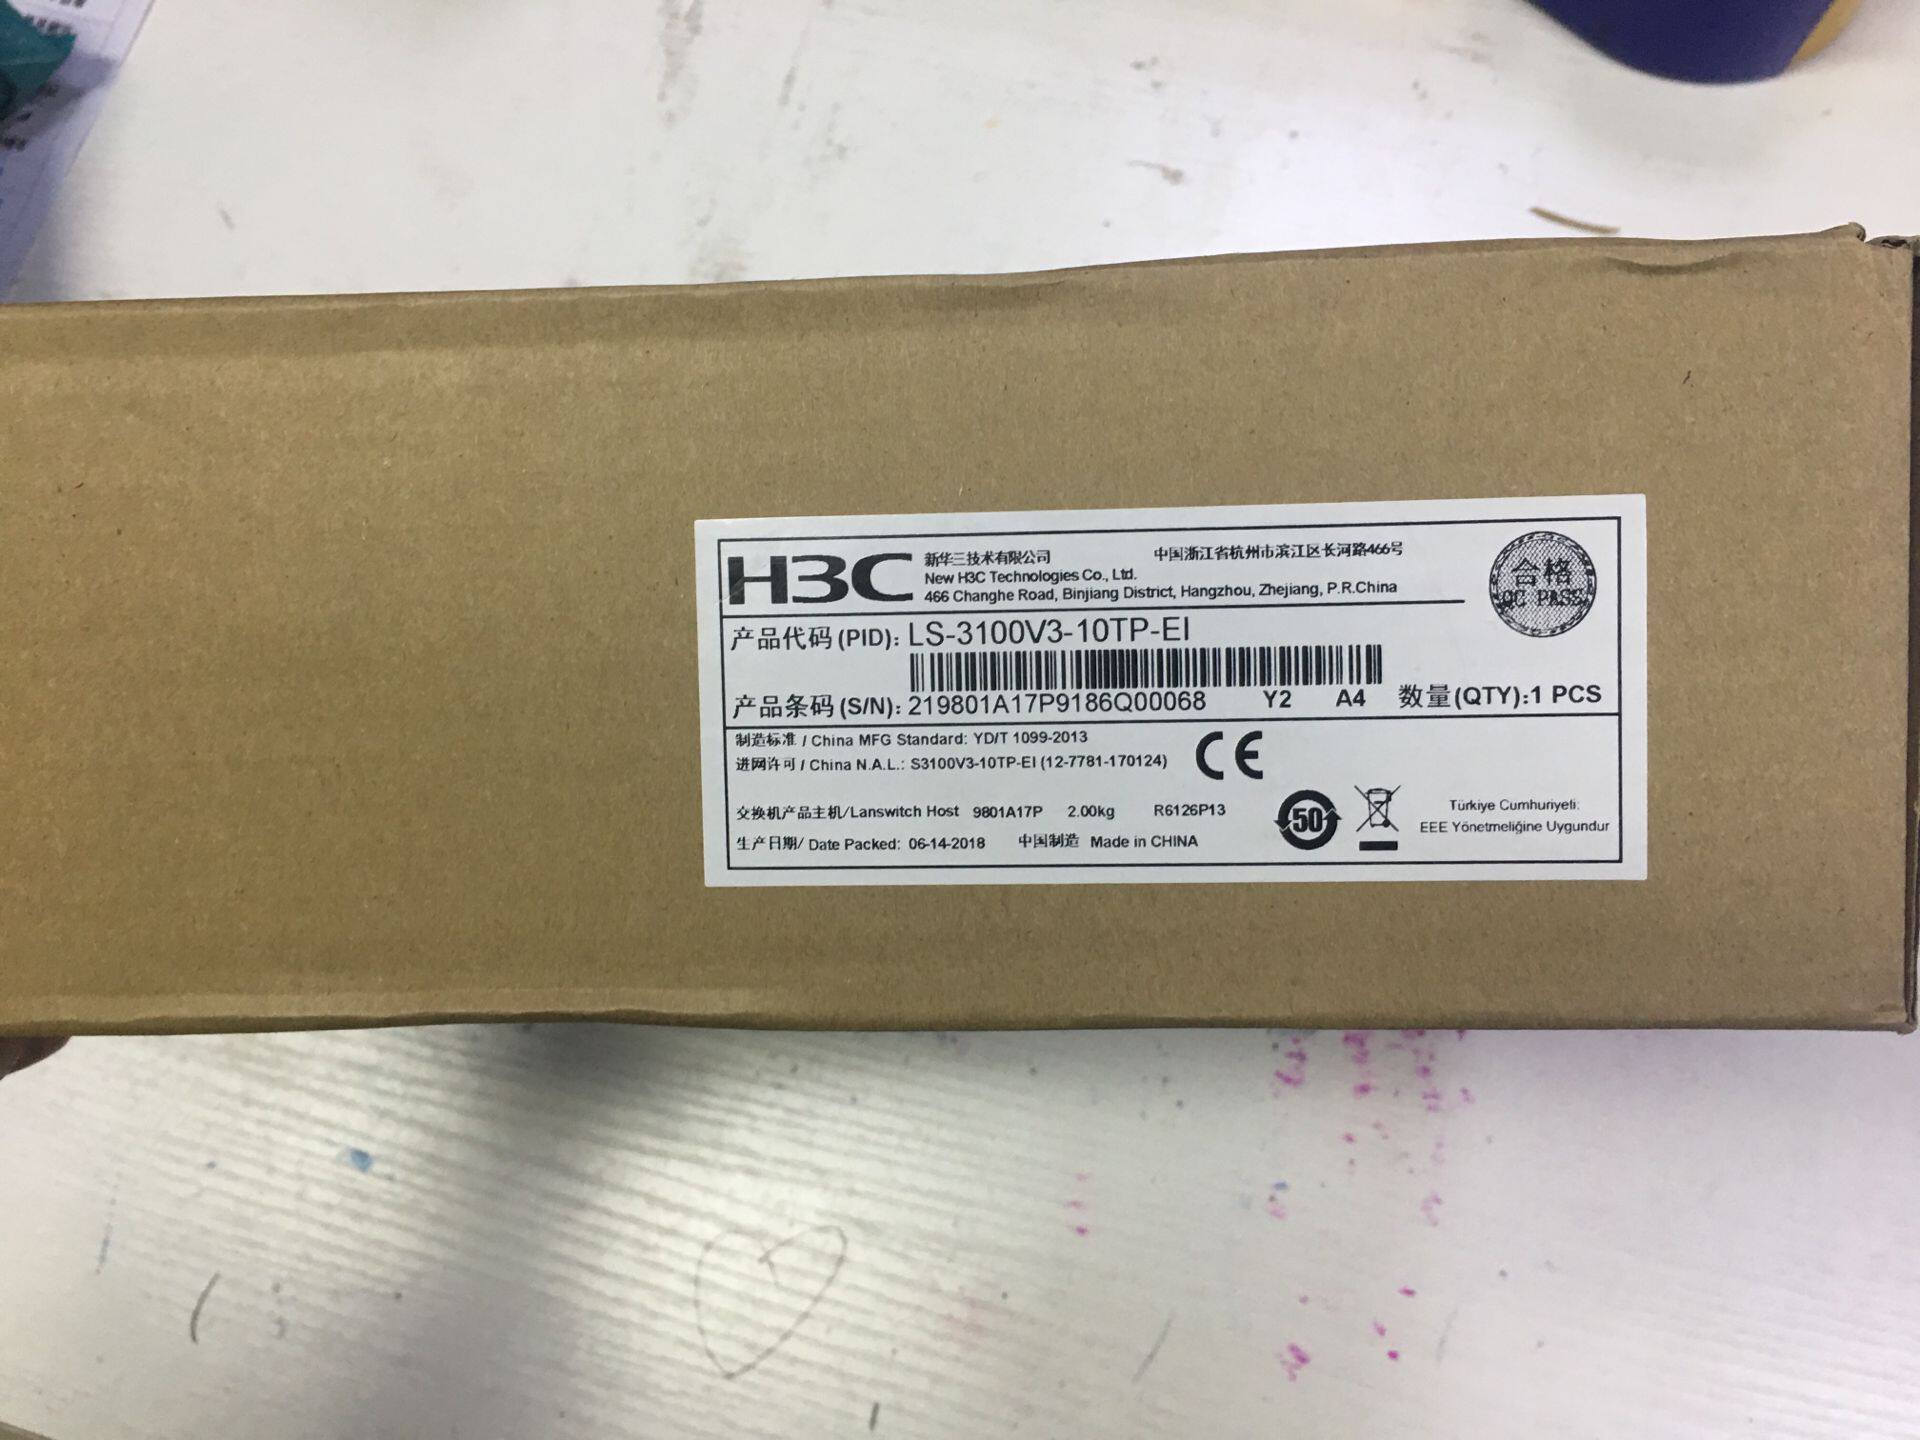 H3C
新华三技术有限公司 中国浙江省杭州市滨江区长河路466号
New H3C Technologies Co., Ltd.
466 Changhe Road, Binjiang District, Hangzhou, Zhejiang, P.R.China
合格
QC PASS
产品代码(PID): LS-3100V3-10TP-EI
产品条码(S/N): 219801A17P9186Q00068 Y2 A4 数量(QTY):1 PCS
制造标准 / China MFG Standard: YD/T 1099-2013
进网许可 / China N.A.L.: S3100V3-10TP-EI (12-7781-170124)
CE
交换机产品主机/Lanswitch Host 9801A17P 2.00kg R6126P13
生产日期/ Date Packed: 06-14-2018 中国制造 Made in CHINA
50
Türkiye Cumhuriyeti:
EEE Yönetmeliğine Uygundur